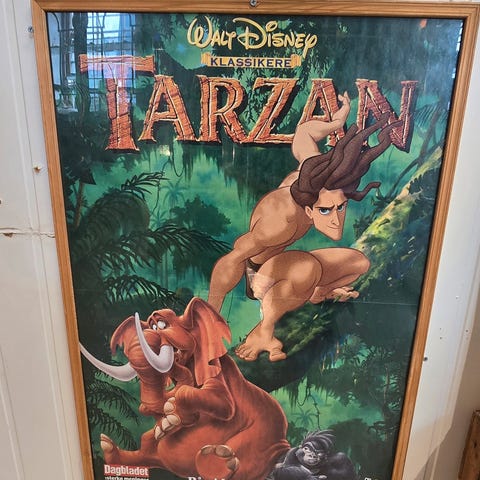 WALT DISNEY
KLASSIKERE
TARZAN
Dagbladet